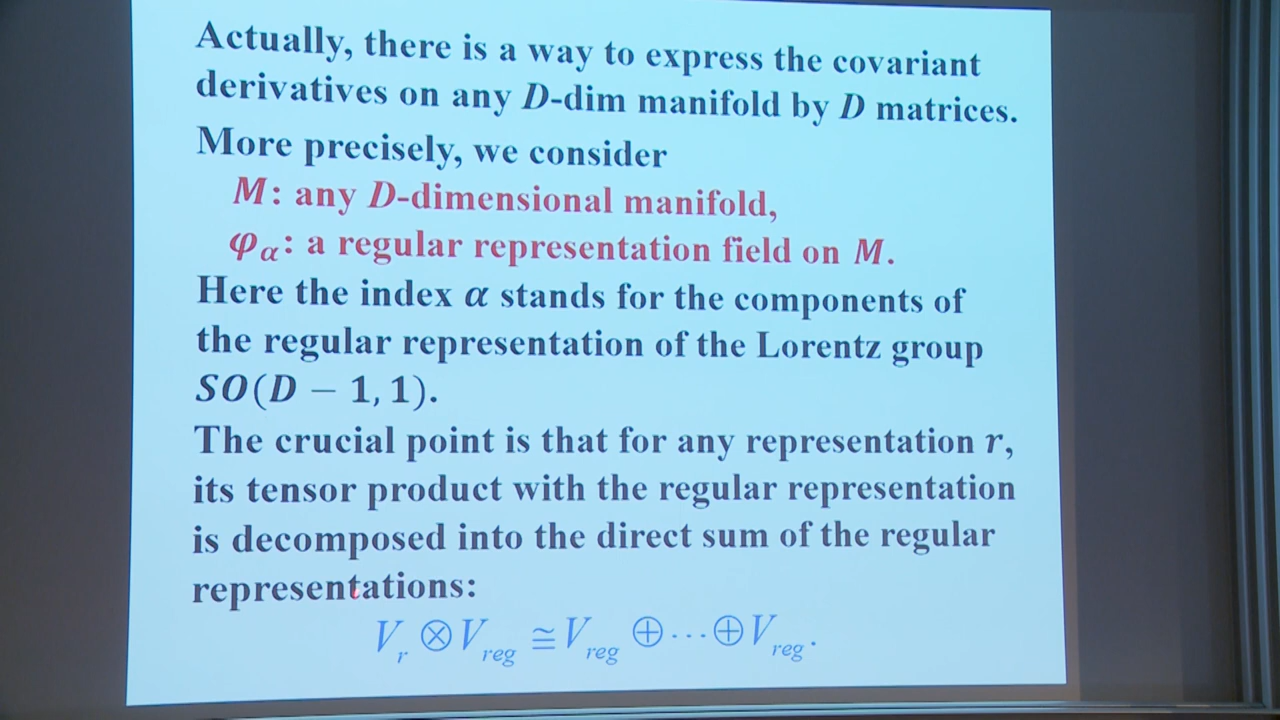 Actually, there is a way to express the covariant
derivatives on any D-dim manifold by D matrices.
More precisely, we consider
M: any D-dimensional manifold,
φα: a regular representation field on M.
Here the index α stands for the components of
the regular representation of the Lorentz group
SO(D − 1, 1).
The crucial point is that for any representation r,
its tensor product with the regular representation
is decomposed into the direct sum of the regular
representations:
V_r ⊗ V_reg ≅ V_reg ⊕ ··· ⊕ V_reg.